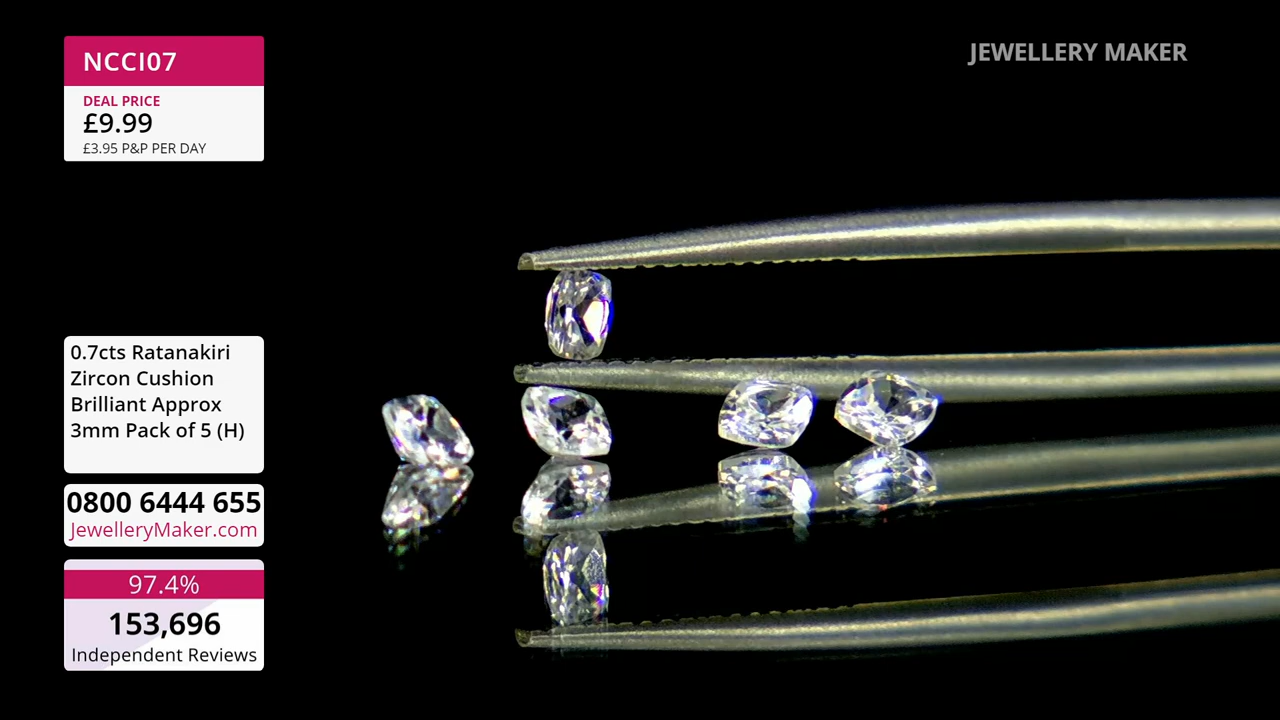 NCCI07
DEAL PRICE
£9.99
£3.95 P&P PER DAY
JEWELLERY MAKER
0.7cts Ratanakiri
Zircon Cushion
Brilliant Approx
3mm Pack of 5 (H)
0800 6444 655
JewelleryMaker.com
97.4%
153,696
Independent Reviews